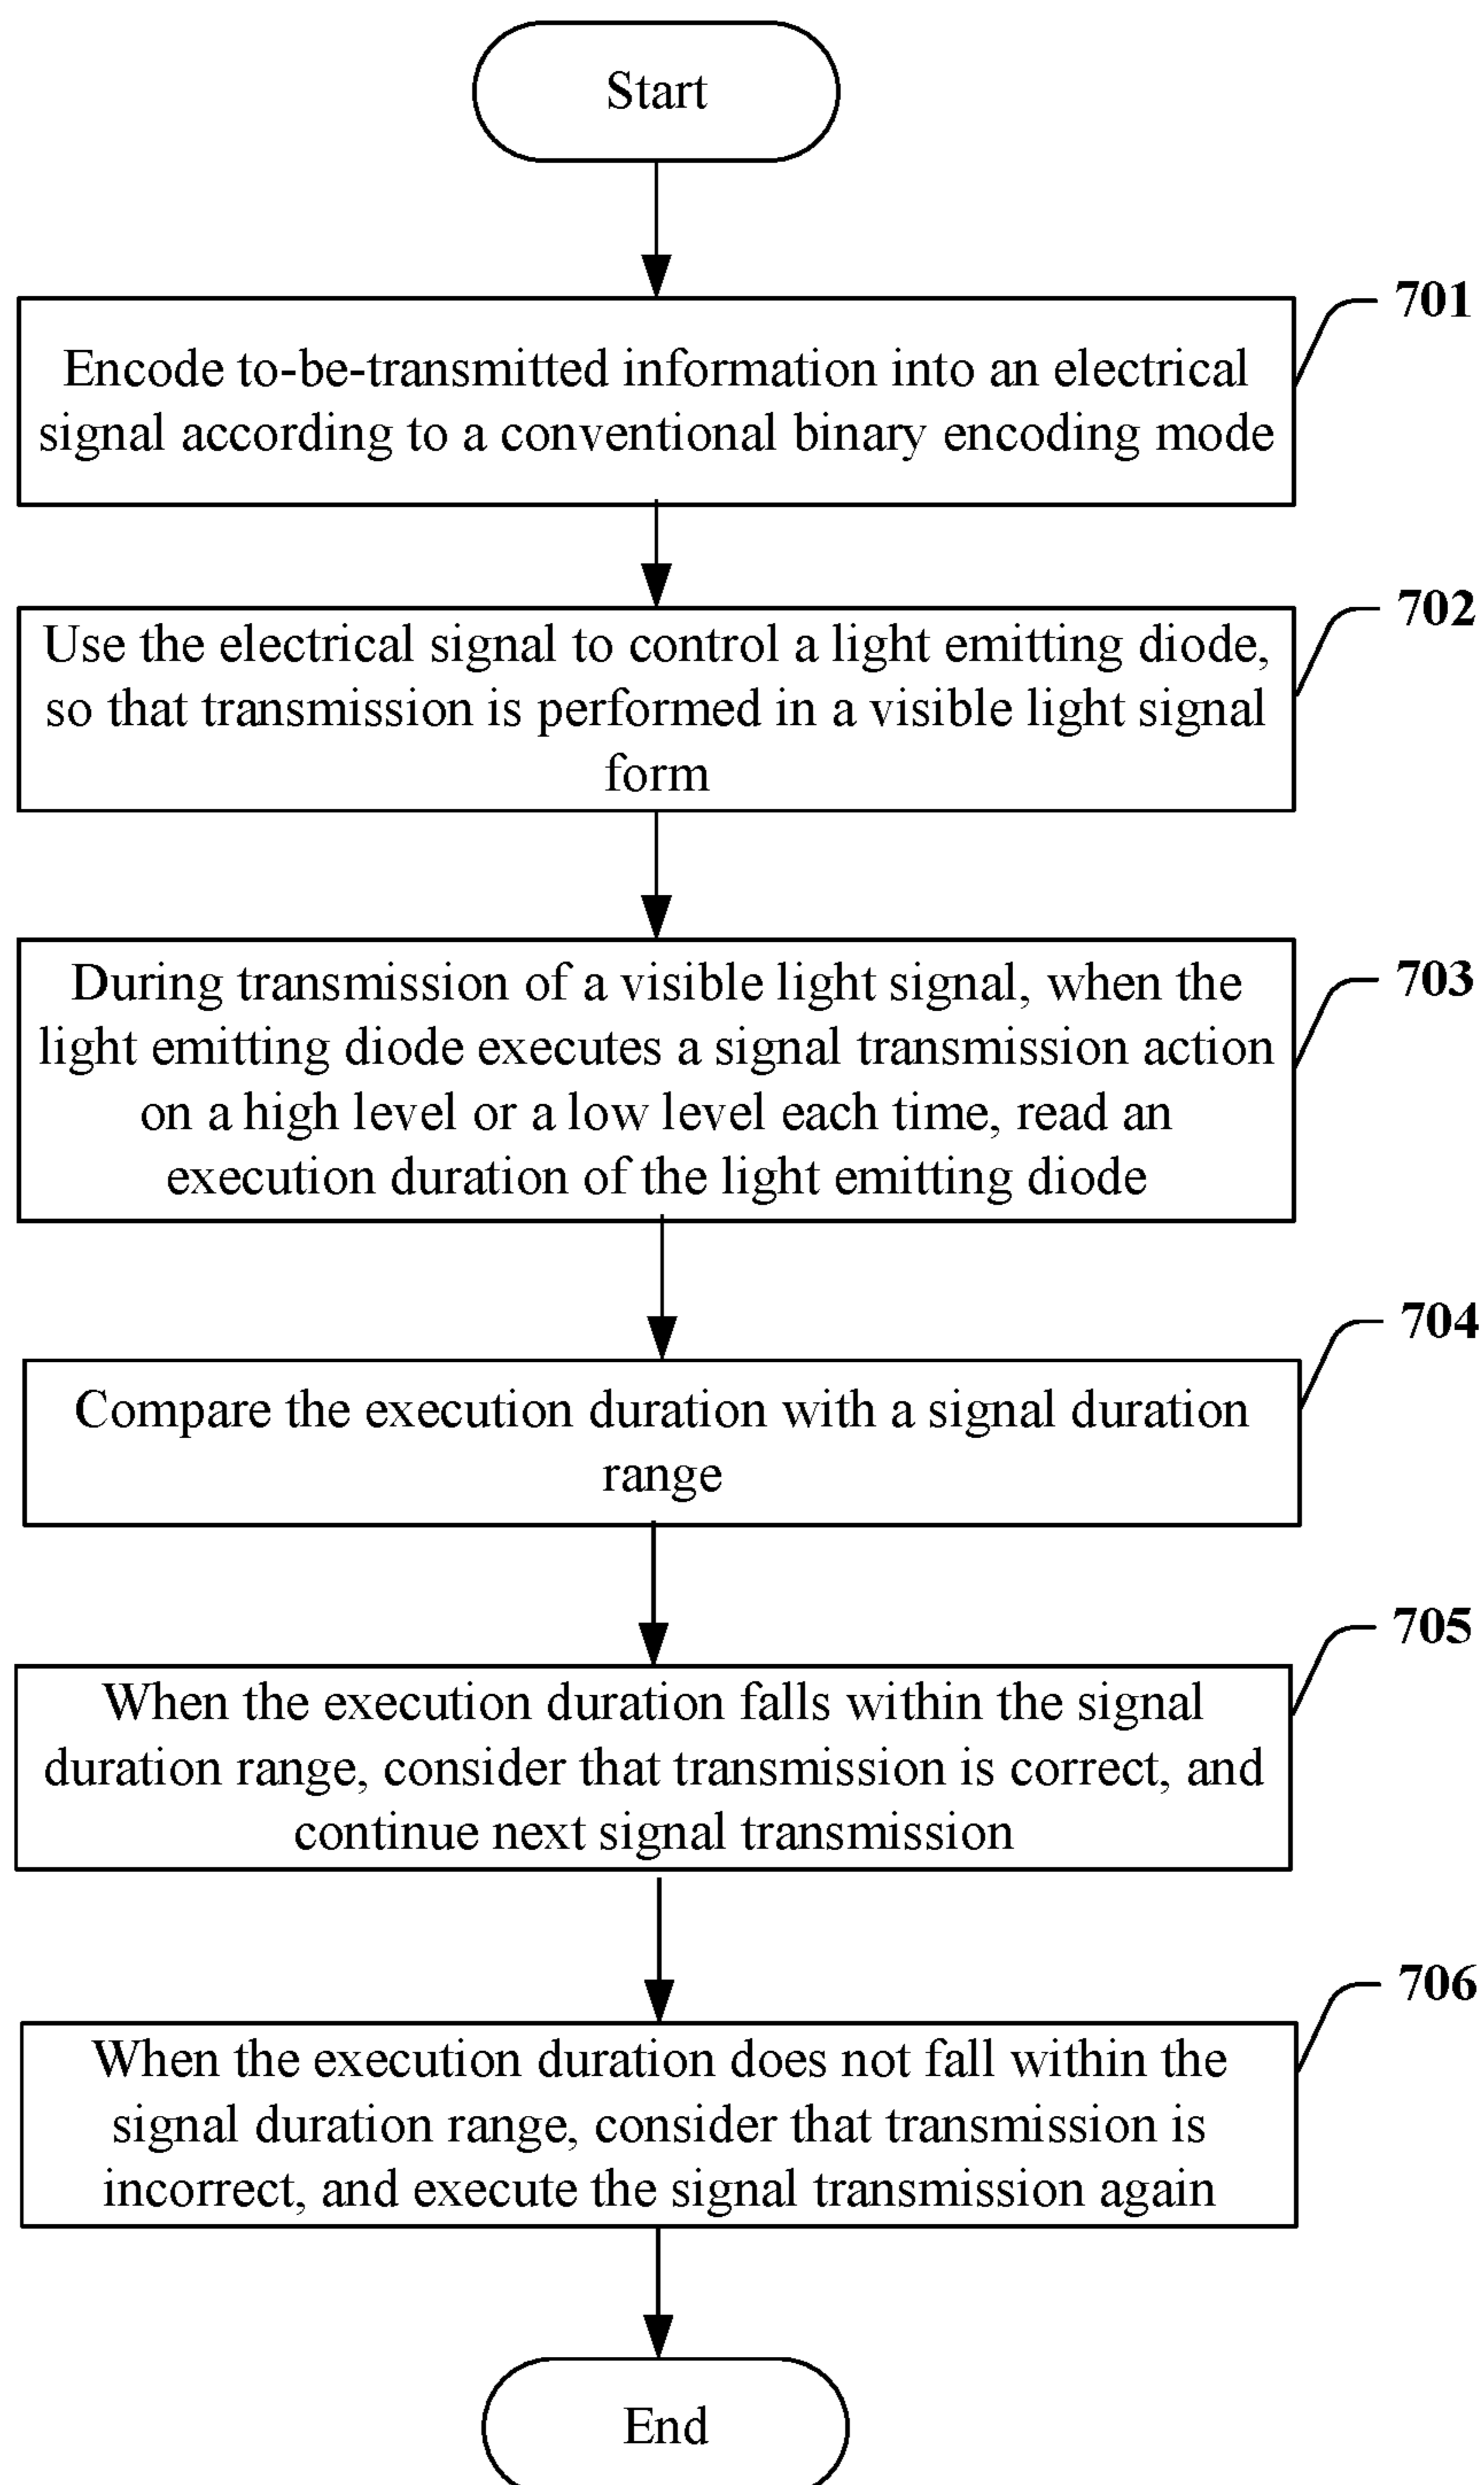 Start
701
Encode to-be-transmitted information into an electrical
signal according to a conventional binary encoding mode
702
Use the electrical signal to control a light emitting diode,
so that transmission is performed in a visible light signal
form
703
During transmission of a visible light signal, when the
light emitting diode executes a signal transmission action
on a high level or a low level each time, read an
execution duration of the light emitting diode
704
Compare the execution duration with a signal duration
range
705
When the execution duration falls within the signal
duration range, consider that transmission is correct, and
continue next signal transmission
706
When the execution duration does not fall within the
signal duration range, consider that transmission is
incorrect, and execute the signal transmission again
End